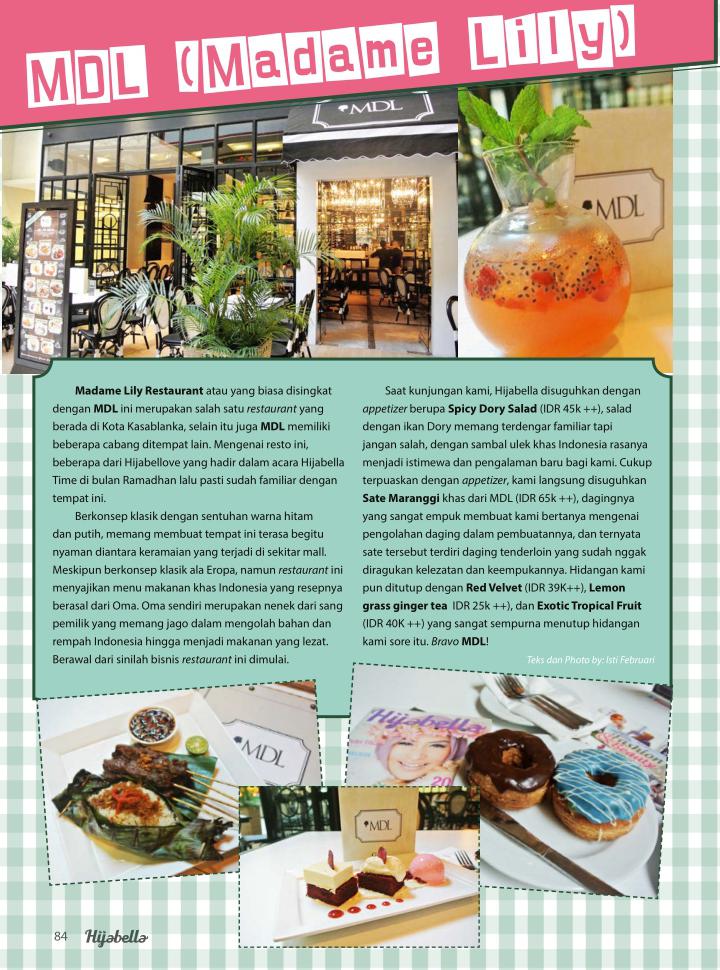 MDL (Madame Lily)
MDL
MDL
Madame Lily Restaurant atau yang biasa disingkat
dengan MDL ini merupakan salah satu restaurant yang
berada di Kota Kasablanka, selain itu juga MDL memiliki
beberapa cabang ditempat lain. Mengenai resto ini,
beberapa dari Hijabellove yang hadir dalam acara Hijabella
Time di bulan Ramadhan lalu pasti sudah familiar dengan
tempat ini.
Berkonsep klasik dengan sentuhan warna hitam
dan putih, memang membuat tempat ini terasa begitu
nyaman diantara keramaian yang terjadi di sekitar mall.
Meskipun berkonsep klasik ala Eropa, namun restaurant ini
menyajikan menu makanan khas Indonesia yang resepnya
berasal dari Oma. Oma sendiri merupakan nenek dari sang
pemilik yang memang jago dalam mengolah bahan dan
rempah Indonesia hingga menjadi makanan yang lezat.
Berawal dari sinilah bisnis restaurant ini dimulai.
Saat kunjungan kami, Hijabella disuguhkan dengan
appetizer berupa Spicy Dory Salad (IDR 45k ++), salad
dengan ikan Dory memang terdengar familiar tapi
jangan salah, dengan sambal ulek khas Indonesia rasanya
menjadi istimewa dan pengalaman baru bagi kami. Cukup
terpuaskan dengan appetizer, kami langsung disuguhkan
Sate Maranggi khas dari MDL (IDR 65k ++), dagingnya
yang sangat empuk membuat kami bertanya mengenai
pengolahan daging dalam pembuatannya, dan ternyata
sate tersebut terdiri daging tenderloin yang sudah nggak
diragukan kelezatan dan keempukannya. Hidangan kami
pun ditutup dengan Red Velvet (IDR 39K++), Lemon
grass ginger tea IDR 25k ++), dan Exotic Tropical Fruit
(IDR 40K ++) yang sangat sempurna menutup hidangan
kami sore itu. Bravo MDL!
Teks dan Photo by: Isti Februari
MDL
Hijabella
20
MDL
84 Hijabella